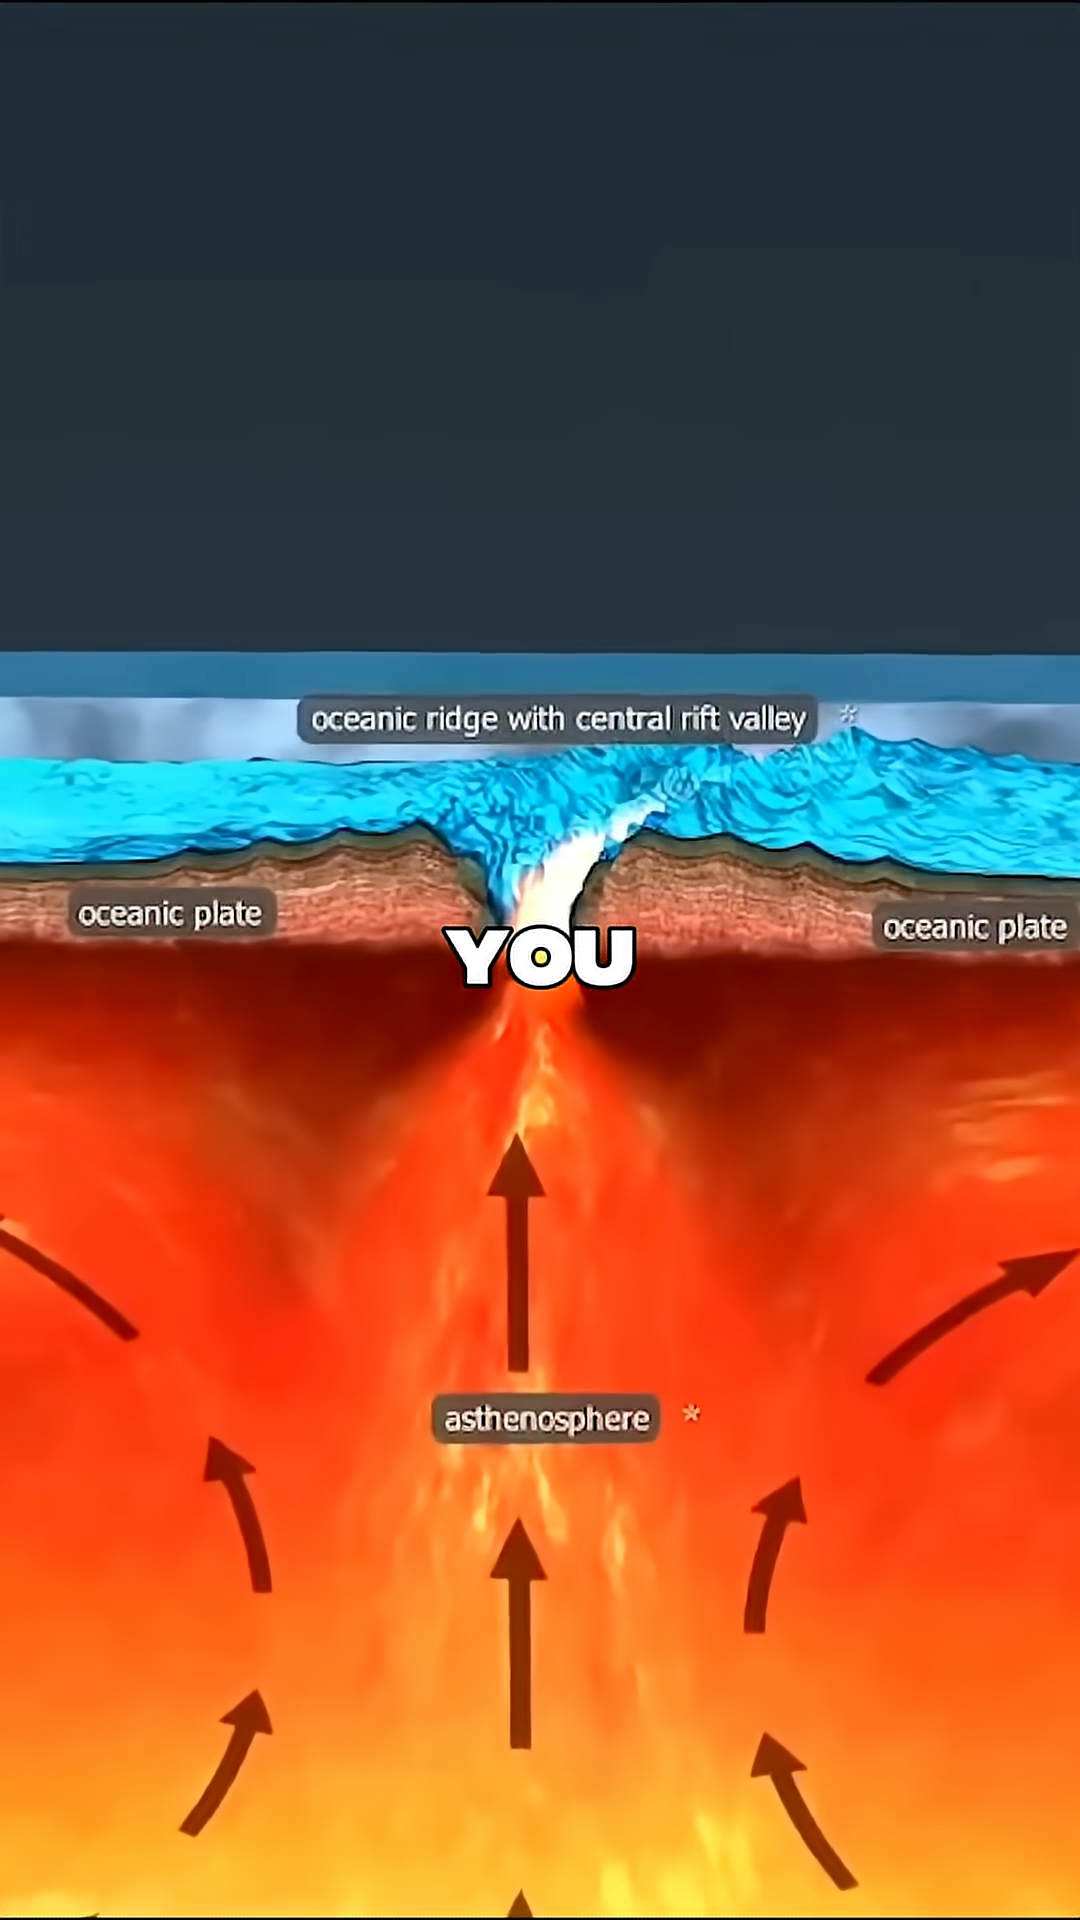 oceanic ridge with central rift valley *
oceanic plate
oceanic plate
YOU
asthenosphere *